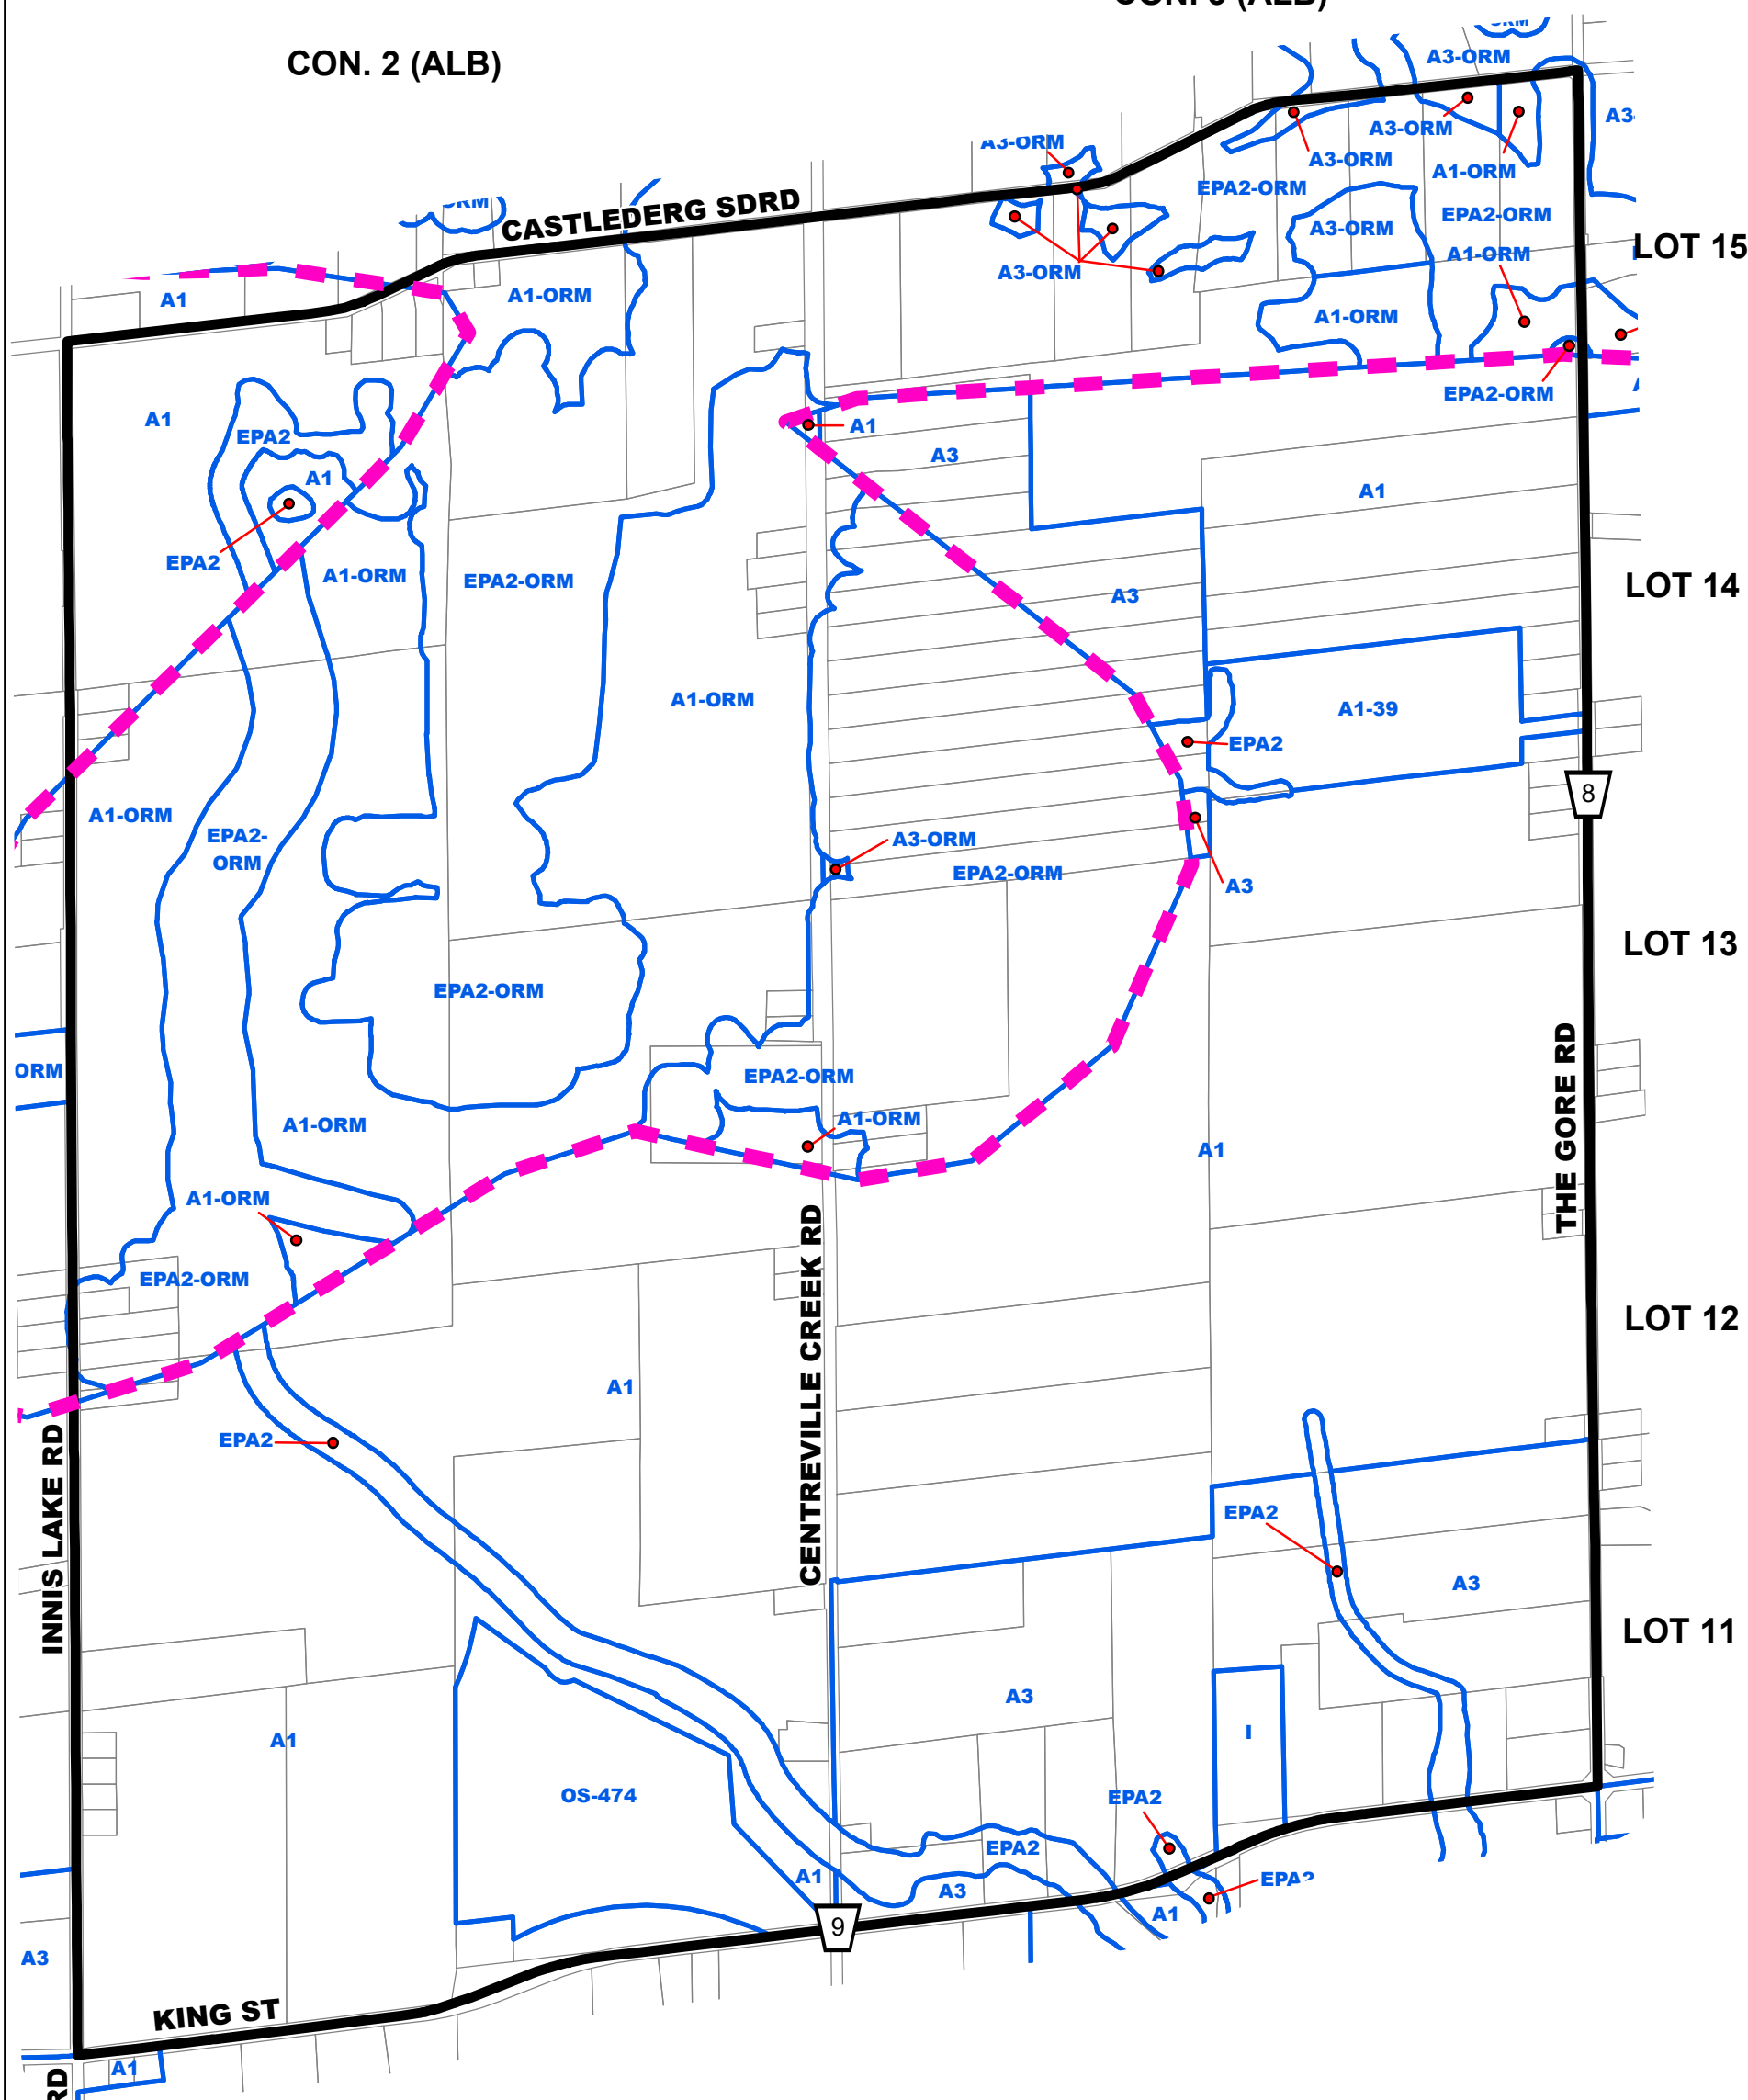 CON. 2 (ALB)
A3-ORM
A3-ORM
A3-ORM
A3-ORM
A1-ORM
A3-ORM
EPA2-ORM
CASTLEDERG SDRD
EPA2-ORM
A3-ORM
LOT 15
A1-ORM
A3-ORM
A1
A1-ORM
A1-ORM
EPA2-ORM
A1
A1
EPA2
A3
A1
A1
EPA2
A1-ORM
EPA2-ORM
LOT 14
A3
A1-ORM
A1-39
EPA2
8
A1-ORM
EPA2-
ORM
A3-ORM
EPA2-ORM
A3
LOT 13
EPA2-ORM
ORM
EPA2-ORM
THE GORE RD
A1-ORM
A1-ORM
A1
A1-ORM
EPA2-ORM
LOT 12
CENTREVILLE CREEK RD
A1
EPA2
INNIS LAKE RD
EPA2
A3
LOT 11
A3
A1
I
OS-474
EPA2
EPA2
A1
A3
EPA2
A1
9
A3
KING ST
A1
RD